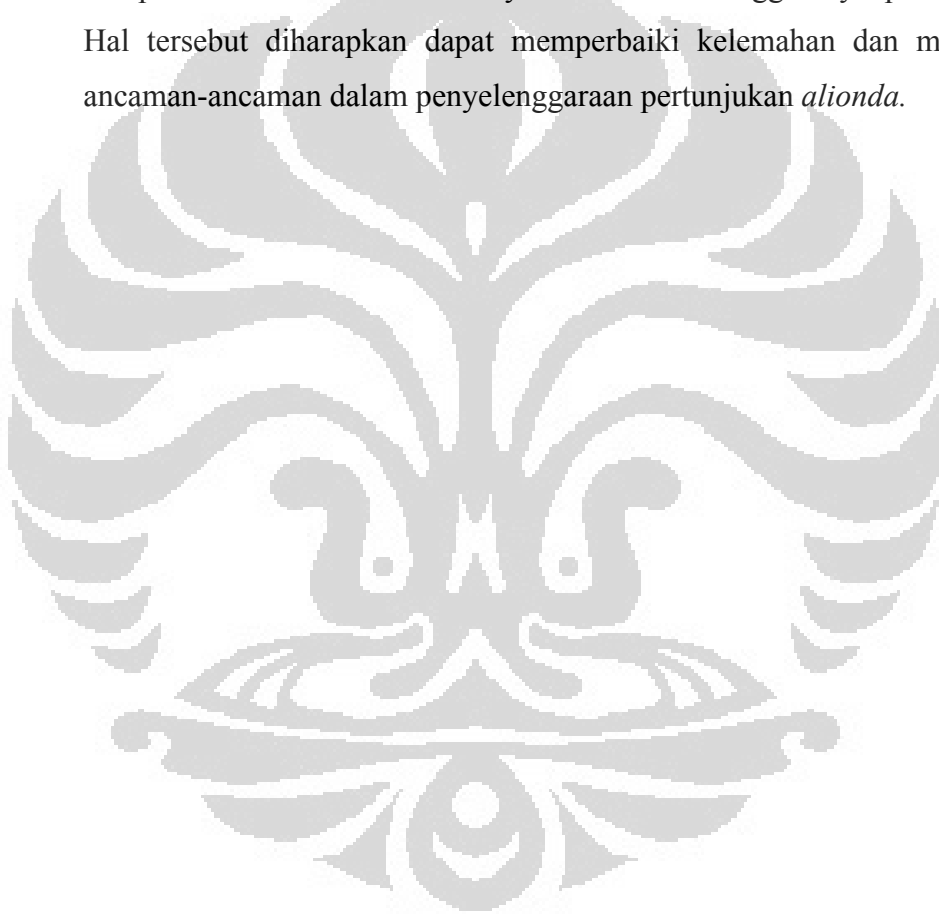 Hal tersebut diharapkan dapat memperbaiki kelemahan dan m
ancaman-ancaman dalam penyelenggaraan pertunjukan alionda.